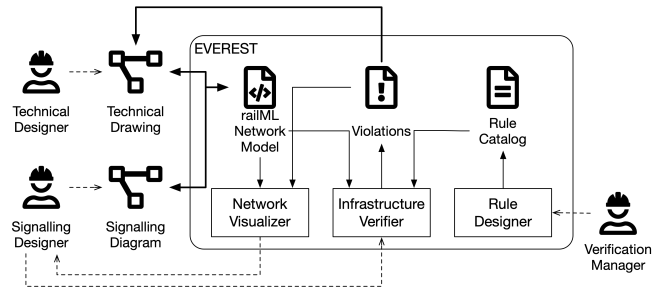 EVEREST
Technical
Designer
Technical
Drawing
railML
Network
Model
Violations
Rule
Catalog
Signalling
Designer
Signalling
Diagram
Network
Visualizer
Infrastructure
Verifier
Rule
Designer
Verification
Manager